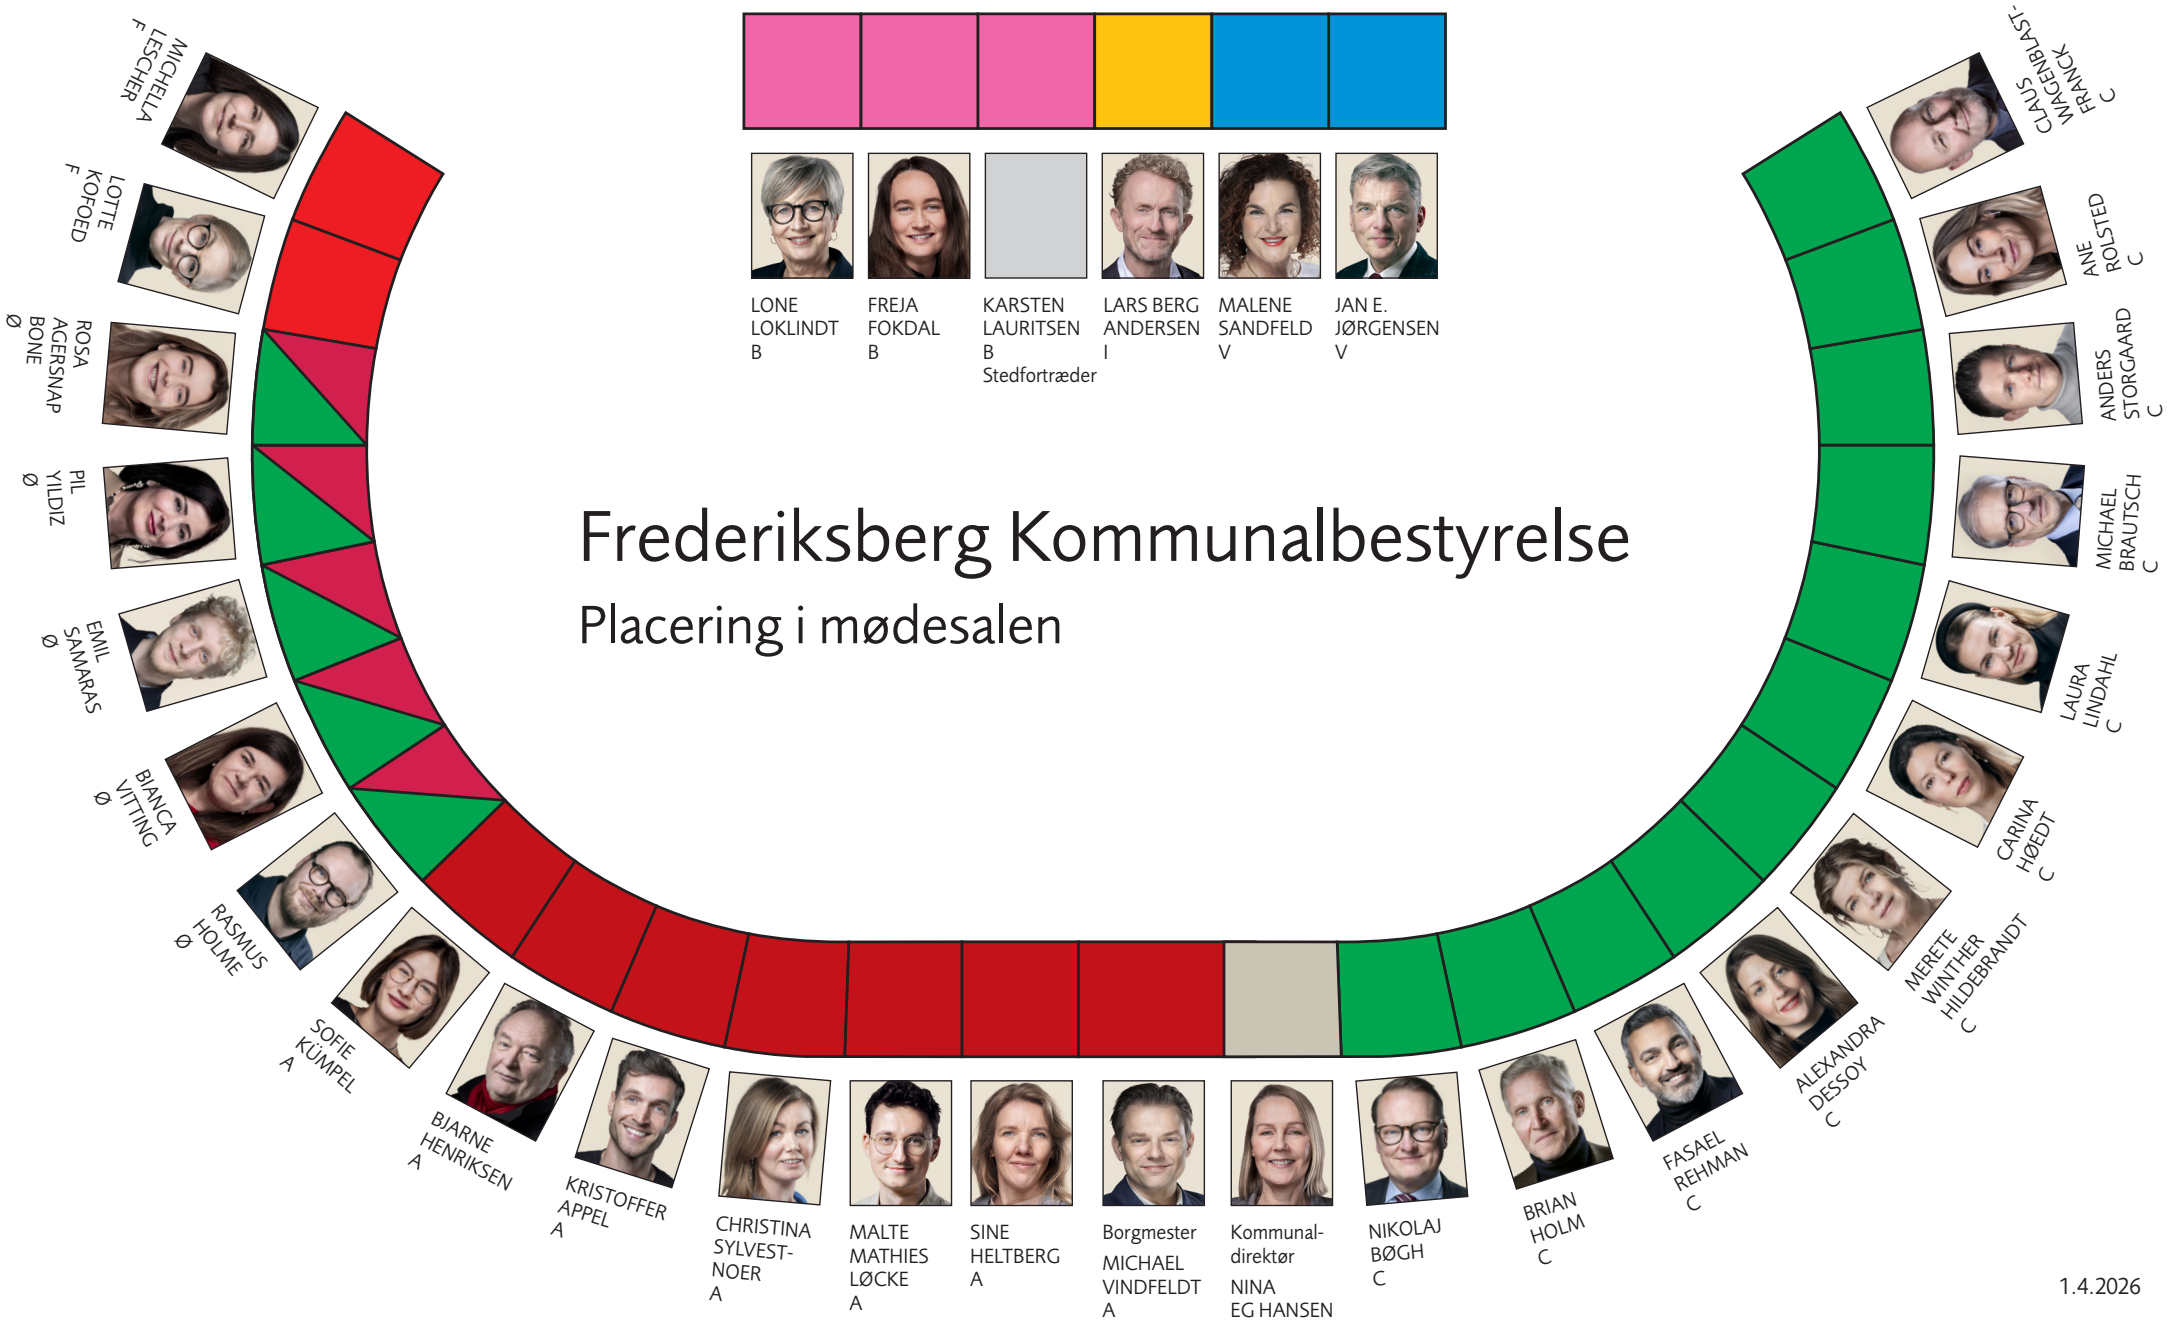 LONE
LOKLINDT
B
FREJA
FOKDAL
B
KARSTEN
LAURITSEN
B
Stedfortræder
LARS BERG
ANDERSEN
I
MALENE
SANDFELD
V
JAN E.
JØRGENSEN
V
Frederiksberg Kommunalbestyrelse
Placering i mødesalen
MICHELLA
LESCHER
F
LOTTE
KOFOED
F
ROSA
AGERSNAP
BONE
Ø
PIL
YILDIZ
Ø
EMIL
SAMARAS
Ø
BIANCA
VITTING
Ø
RASMUS
HOLME
Ø
SOFIE
KÜMPEL
A
BJARNE
HENRIKSEN
A
KRISTOFFER
APPEL
A
CHRISTINA
SYLVEST-
NOER
A
MALTE
MATHIES
LØCKE
A
SINE
HELTBERG
A
Borgmester
MICHAEL
VINDFELDT
A
Kommunal-
direktør
NINA
EG HANSEN
NIKOLAJ
BØGH
C
BRIAN
HOLM
C
FASAEL
REHMAN
C
ALEXANDRA
DESSOY
C
MERETE
WINTHER
HILDEBRANDT
C
CARINA
HØEDT
C
LAURA
LINDAHL
C
MICHAEL
BRAUTSCH
C
ANDERS
STORGAARD
C
ANE
ROLSTED
C
CLAUS
WAGENBLAST-
FRANCK
C
1.4.2026